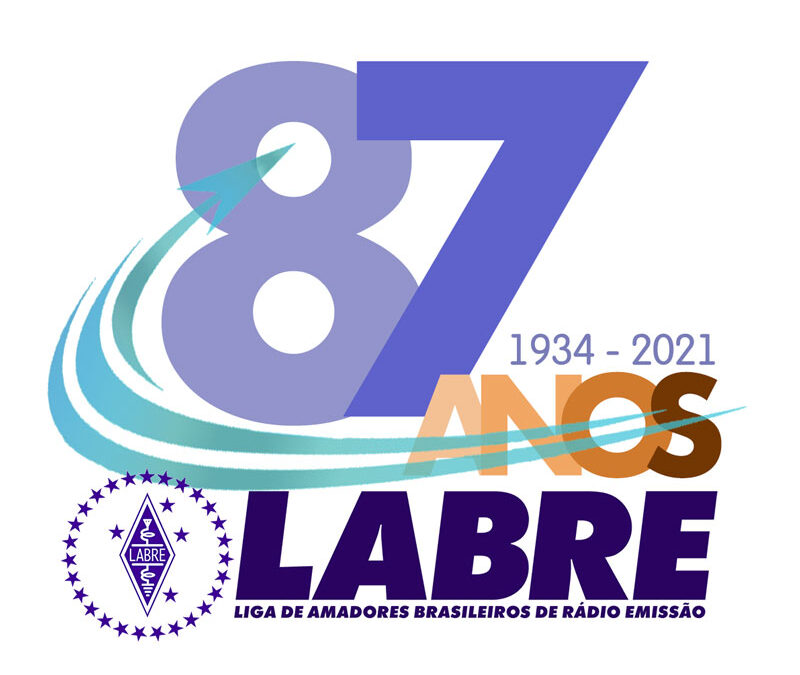 87
1934 - 2021
ANOS
LABRE
LABRE
LIGA DE AMADORES BRASILEIROS DE RÁDIO EMISSÃO